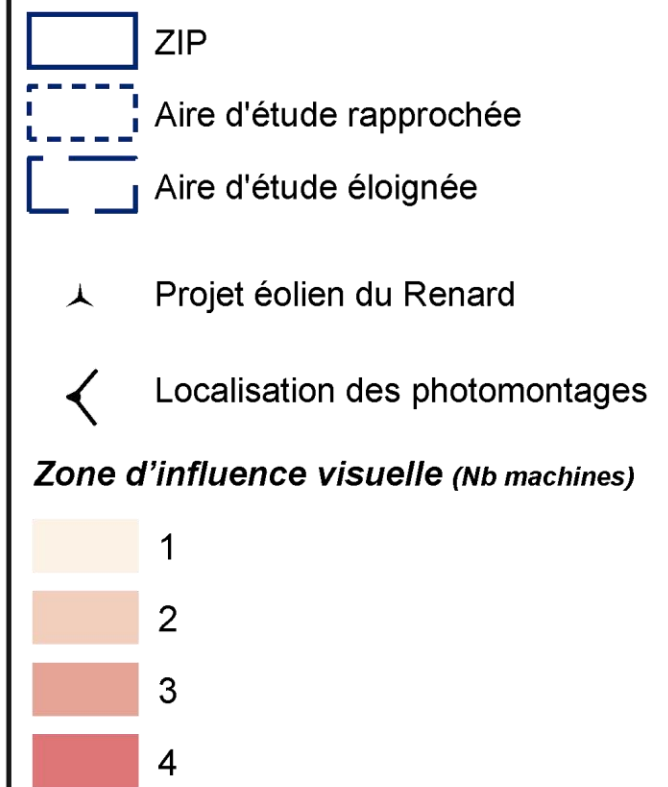 ZIP
Aire d'étude rapprochée
Aire d'étude éloignée
Projet éolien du Renard
Localisation des photomontages
Zone d’influence visuelle (Nb machines)
1
2
3
4